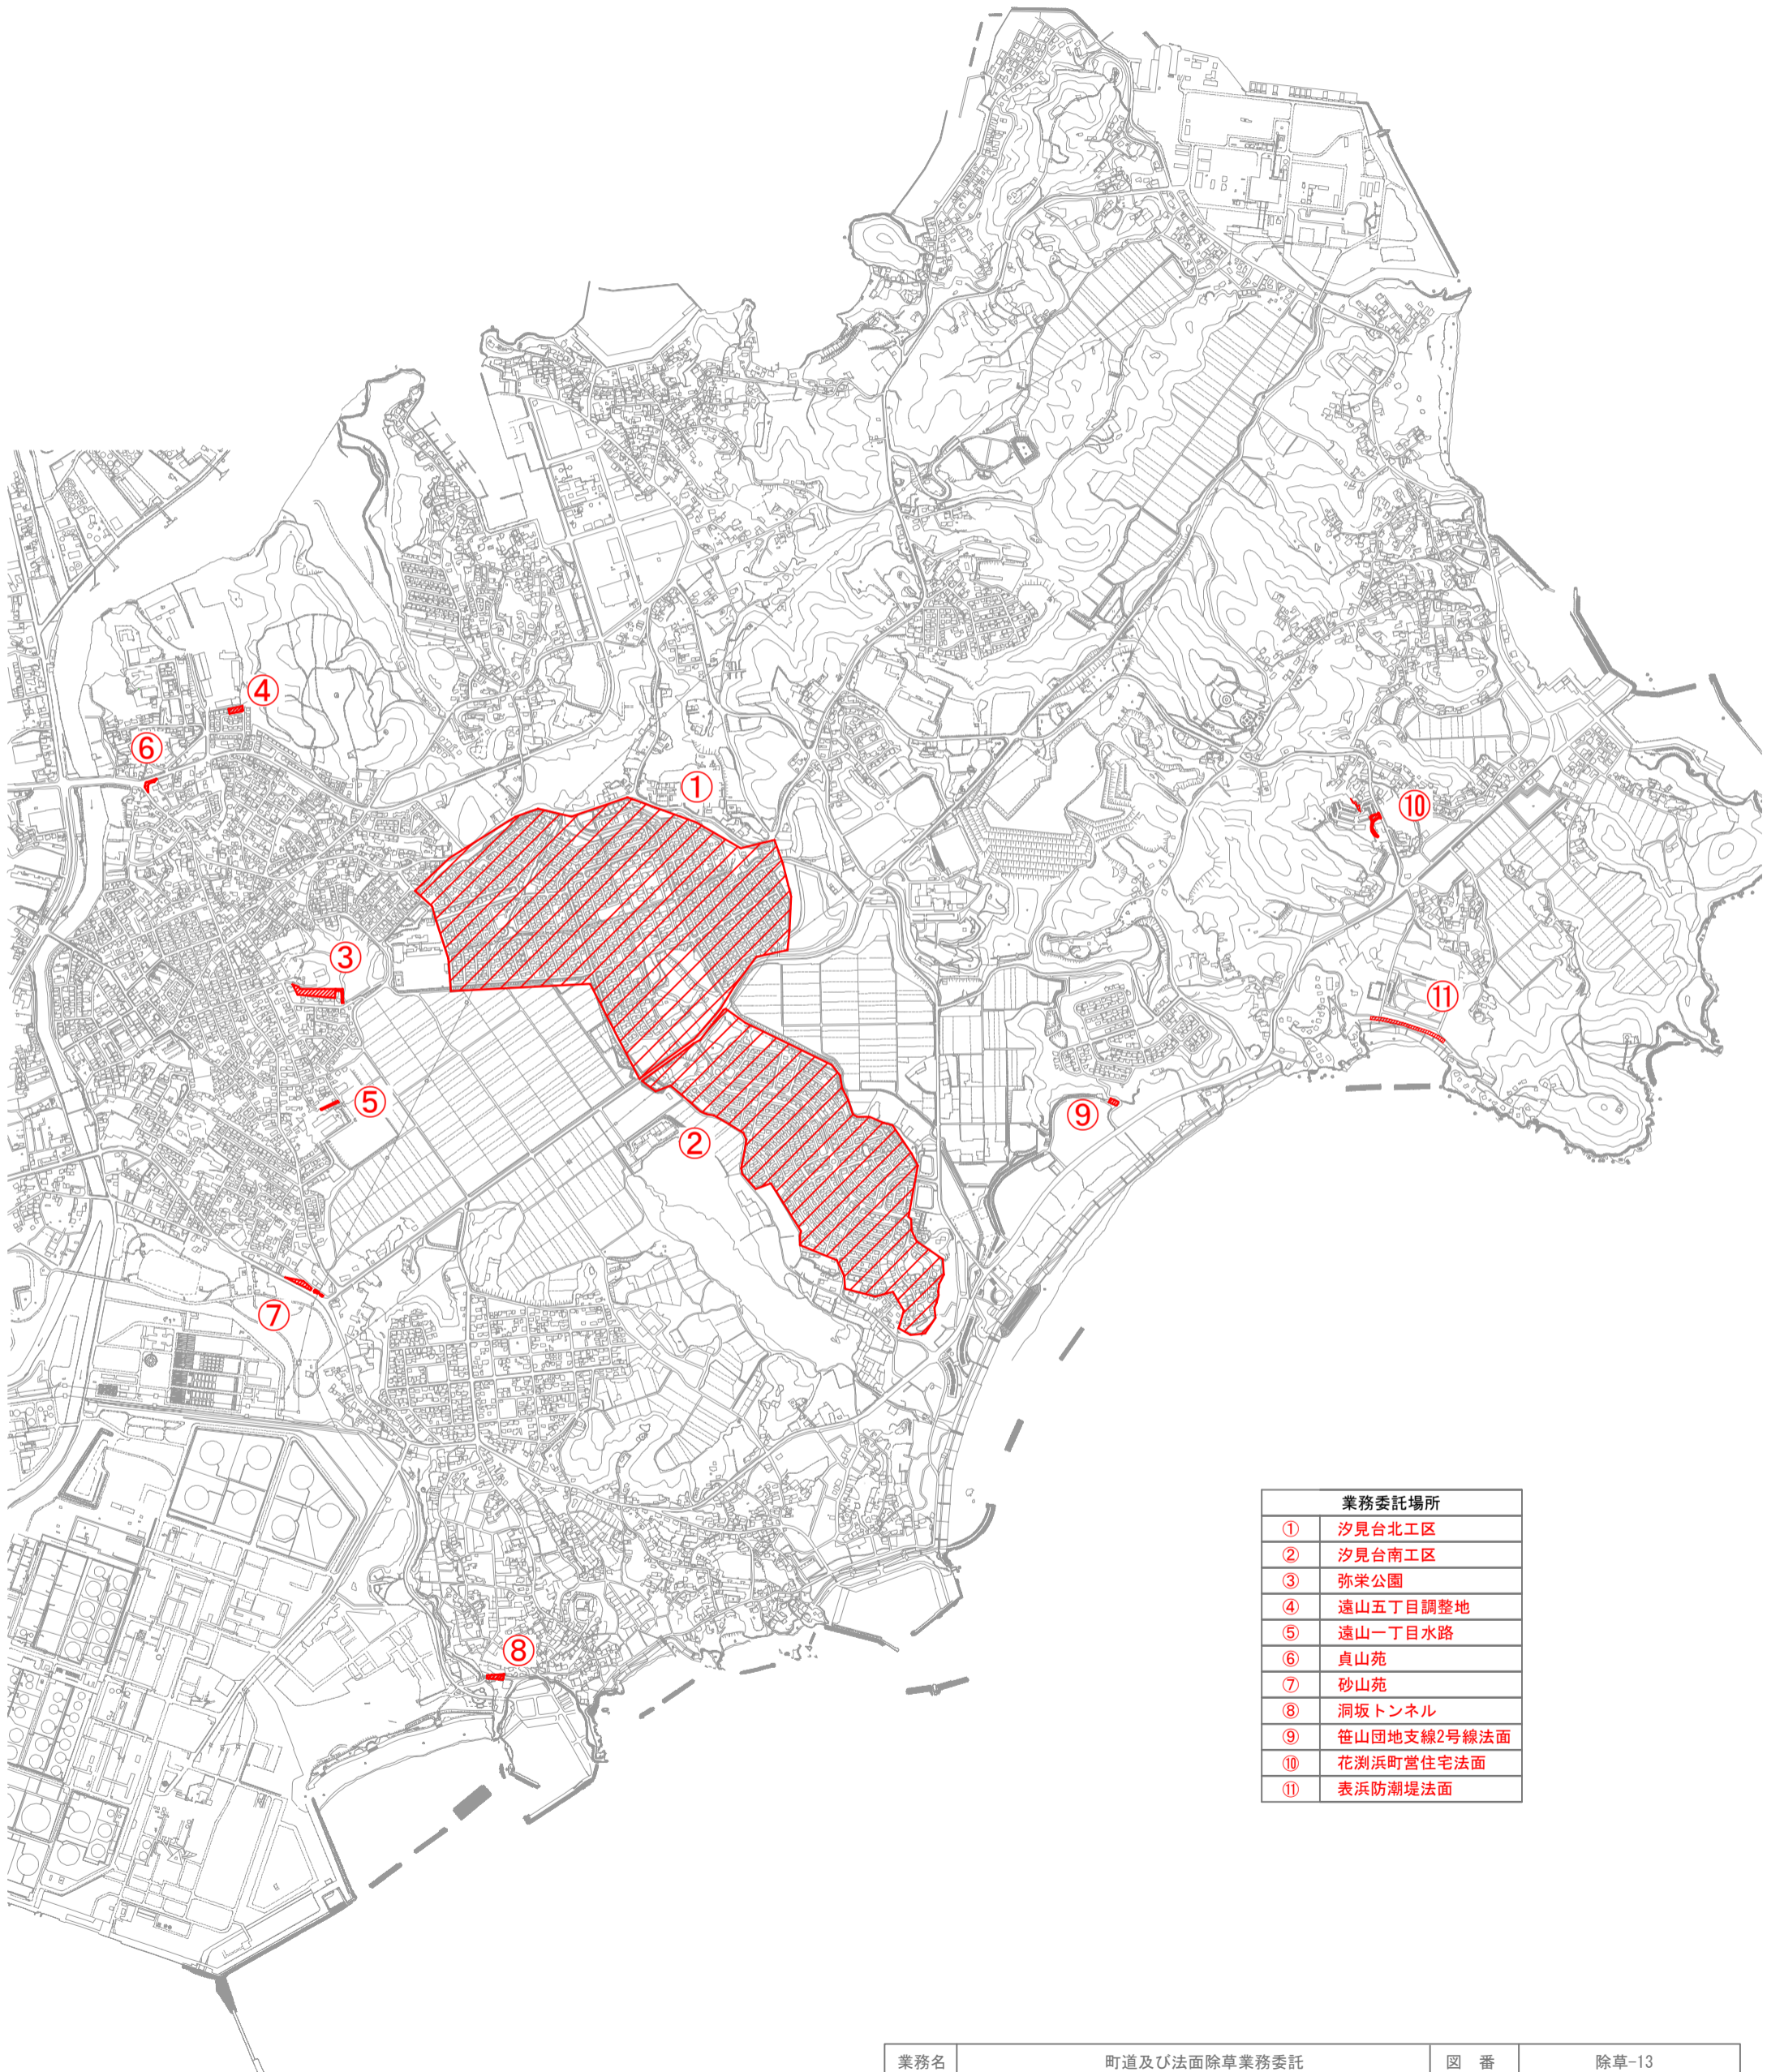 ④
⑥
①
⑩
③
⑪
⑤
⑨
②
⑦
⑧
業務委託場所
① 汐見台北工区
② 汐見台南工区
③ 弥栄公園
④ 遠山五丁目調整地
⑤ 遠山一丁目水路
⑥ 貞山苑
⑦ 砂山苑
⑧ 洞坂トンネル
⑨ 笹山団地支線2号線法面
⑩ 花渕浜町営住宅法面
⑪ 表浜防潮堤法面
業務名 町道及び法面除草業務委託 図 番 除草-13